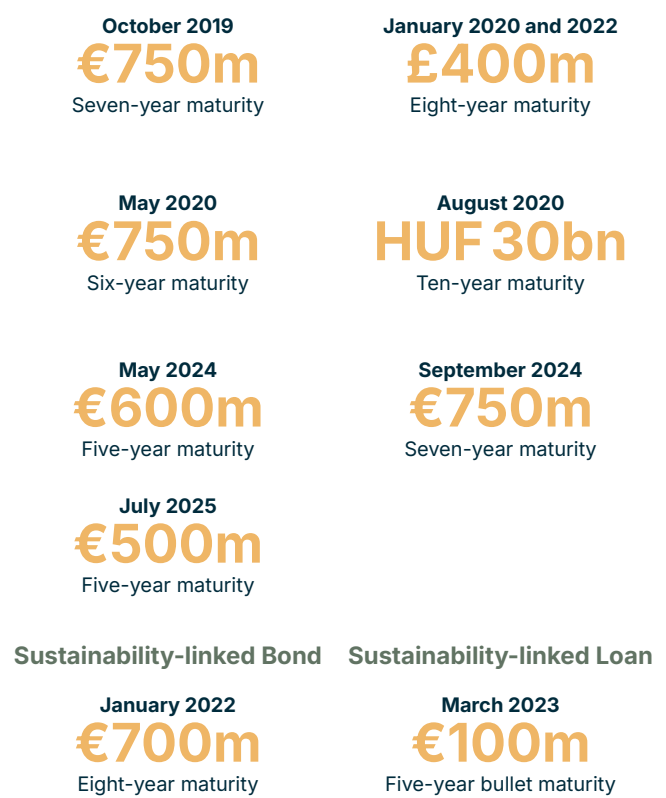 October 2019
€750m
Seven-year maturity
January 2020 and 2022
£400m
Eight-year maturity
May 2020
€750m
Six-year maturity
August 2020
HUF 30bn
Ten-year maturity
May 2024
€600m
Five-year maturity
September 2024
€750m
Seven-year maturity
July 2025
€500m
Five-year maturity
Sustainability-linked Bond
January 2022
€700m
Eight-year maturity
Sustainability-linked Loan
March 2023
€100m
Five-year bullet maturity